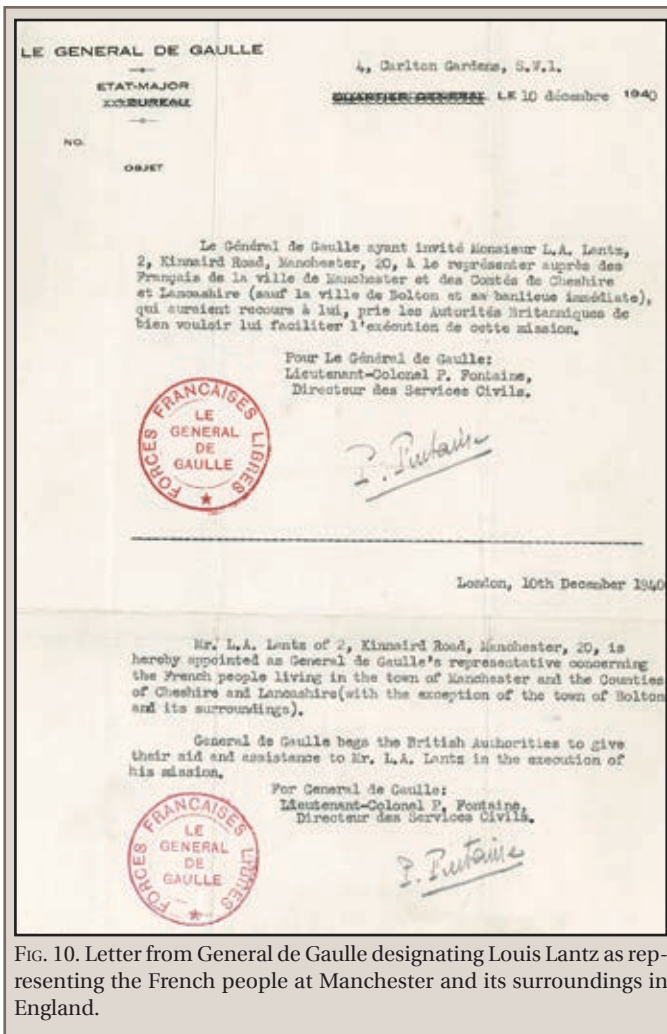 LE GENERAL DE GAULLE
ETAT-MAJOR
BUREAU
NO.
OBJET
4, Carlton Gardens, S.W.1.
QUARTIER GENERAL LE 10 décembre 1940
Le Général de Gaulle ayant invité Monsieur L.A. Lantz,
2, Kinnaird Road, Manchester, 20, à le représenter auprès des
Français de la ville de Manchester et des Comtés de Cheshire
et Lancashire (sauf la ville de Bolton et sa banlieue immédiate),
qui auraient recours à lui, prie les Autorités Britanniques de
bien vouloir lui faciliter l'exécution de cette mission.
Pour Le Général de Gaulle:
Lieutenant-Colonel P. Fontaine,
Directeur des Services Civils.
FORCES FRANÇAISES LIBRES
LE
GENERAL
DE
GAULLE
P. Fontaine
London, 10th December 1940
Mr. L.A. Lantz of 2, Kinnaird Road, Manchester, 20, is
hereby appointed as General de Gaulle's representative concerning
the French people living in the town of Manchester and the Counties
of Cheshire and Lancashire(with the exception of the town of Bolton
and its surroundings).
General de Gaulle begs the British Authorities to give
their aid and assistance to Mr. L.A. Lantz in the execution of
his mission.
For General de Gaulle:
Lieutenant-Colonel P. Fontaine,
Directeur des Services Civils.
FORCES FRANÇAISES LIBRES
LE
GENERAL
DE
GAULLE
P. Fontaine
FIG. 10. Letter from General de Gaulle designating Louis Lantz as rep-
resenting the French people at Manchester and its surroundings in
England.